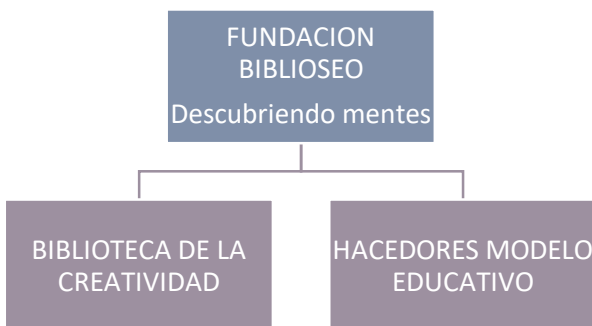 FUNDACION
BIBLIOSEO
Descubriendo mentes
BIBLIOTECA DE LA
CREATIVIDAD
HACEDORES MODELO
EDUCATIVO